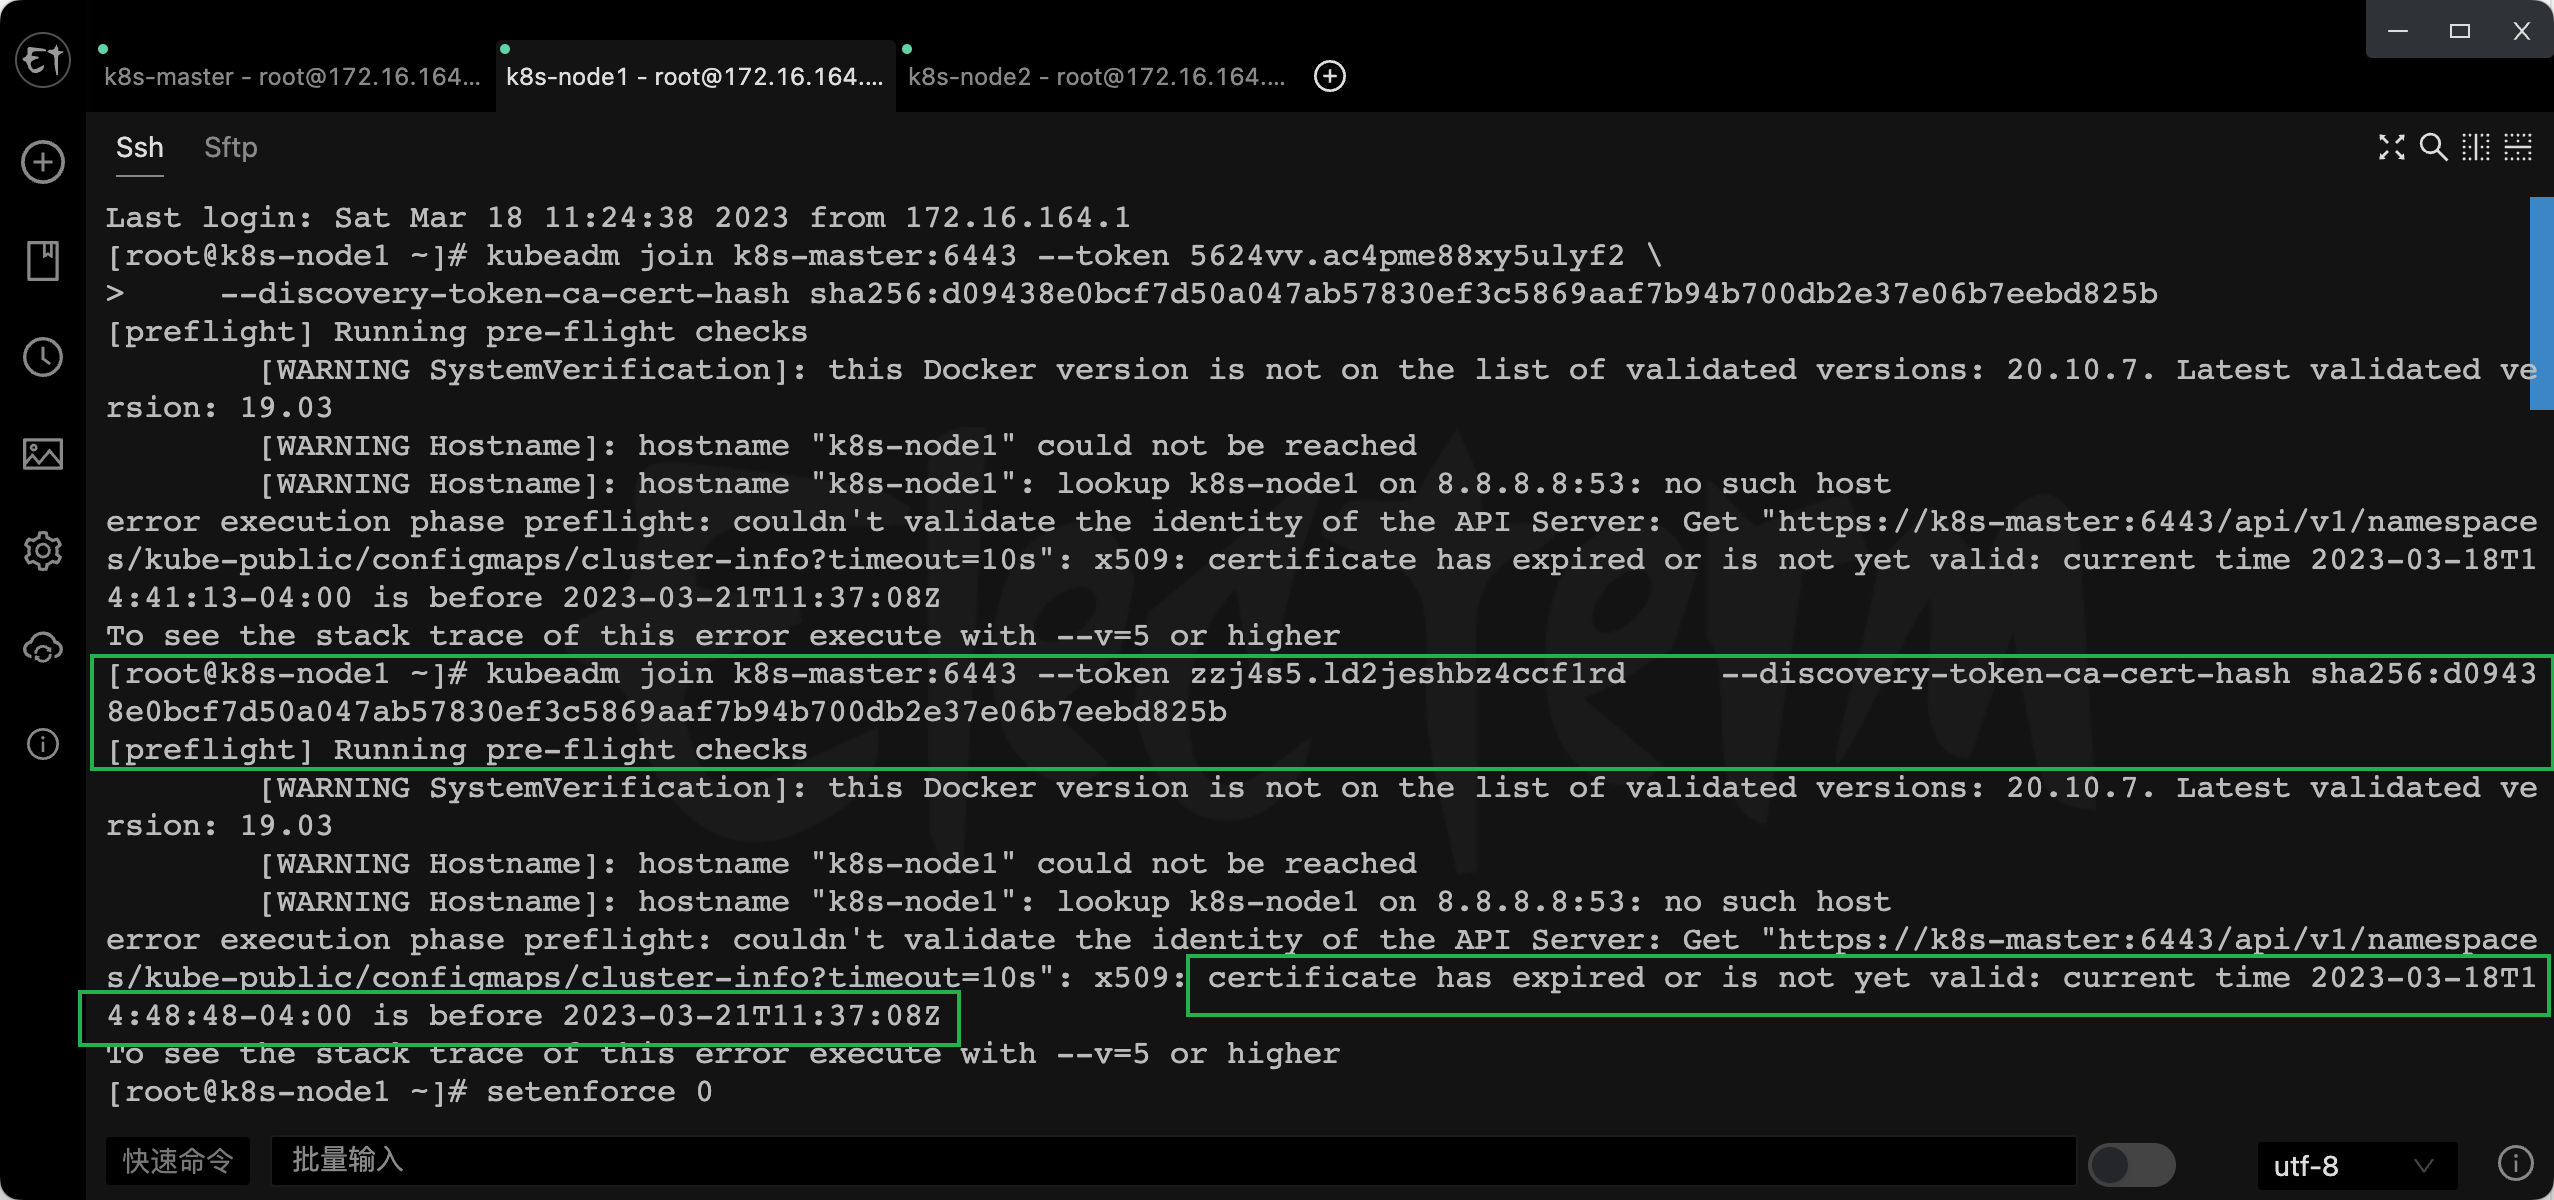 k8s-master - root@172.16.164...
k8s-node1 - root@172.16.164....
k8s-node2 - root@172.16.164....
Ssh
Sftp
Last login: Sat Mar 18 11:24:38 2023 from 172.16.164.1
[root@k8s-node1 ~]# kubeadm join k8s-master:6443 --token 5624vv.ac4pme88xy5ulyf2 \
>     --discovery-token-ca-cert-hash sha256:d09438e0bcf7d50a047ab57830ef3c5869aaf7b94b700db2e37e06b7eebd825b
[preflight] Running pre-flight checks
        [WARNING SystemVerification]: this Docker version is not on the list of validated versions: 20.10.7. Latest validated ve
rsion: 19.03
        [WARNING Hostname]: hostname "k8s-node1" could not be reached
        [WARNING Hostname]: hostname "k8s-node1": lookup k8s-node1 on 8.8.8.8:53: no such host
error execution phase preflight: couldn't validate the identity of the API Server: Get "https://k8s-master:6443/api/v1/namespace
s/kube-public/configmaps/cluster-info?timeout=10s": x509: certificate has expired or is not yet valid: current time 2023-03-18T1
4:41:13-04:00 is before 2023-03-21T11:37:08Z
To see the stack trace of this error execute with --v=5 or higher
[root@k8s-node1 ~]# kubeadm join k8s-master:6443 --token zzj4s5.ld2jeshbz4ccf1rd     --discovery-token-ca-cert-hash sha256:d0943
8e0bcf7d50a047ab57830ef3c5869aaf7b94b700db2e37e06b7eebd825b
[preflight] Running pre-flight checks
        [WARNING SystemVerification]: this Docker version is not on the list of validated versions: 20.10.7. Latest validated ve
rsion: 19.03
        [WARNING Hostname]: hostname "k8s-node1" could not be reached
        [WARNING Hostname]: hostname "k8s-node1": lookup k8s-node1 on 8.8.8.8:53: no such host
error execution phase preflight: couldn't validate the identity of the API Server: Get "https://k8s-master:6443/api/v1/namespace
s/kube-public/configmaps/cluster-info?timeout=10s": x509: certificate has expired or is not yet valid: current time 2023-03-18T1
4:48:48-04:00 is before 2023-03-21T11:37:08Z
To see the stack trace of this error execute with --v=5 or higher
[root@k8s-node1 ~]# setenforce 0
快速命令
批量输入
utf-8
ElecTerm